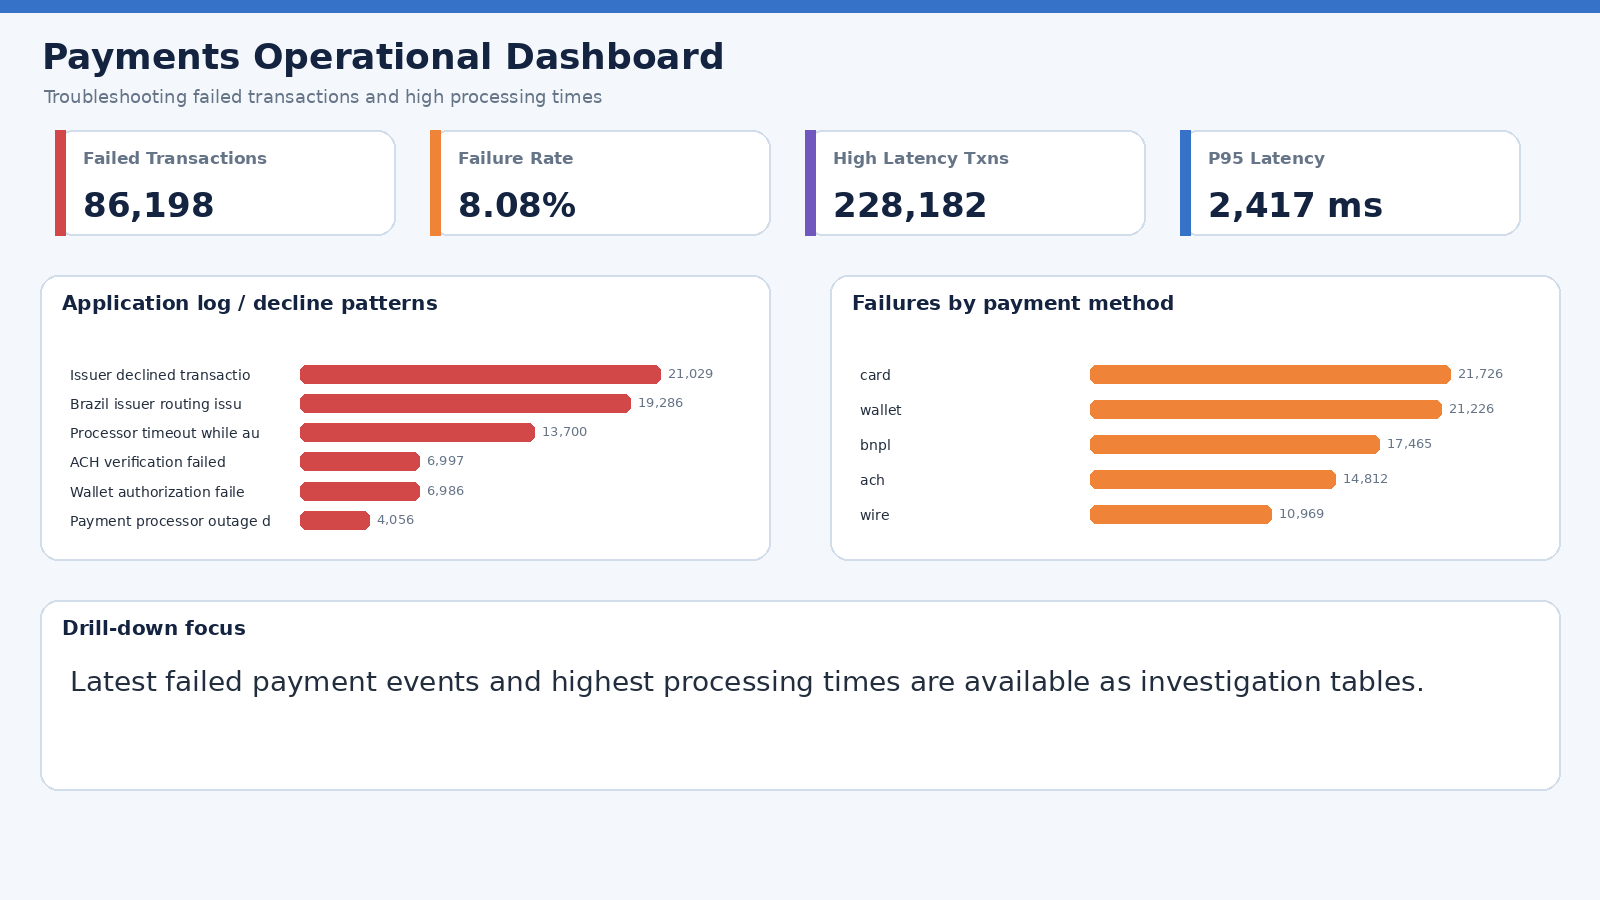 Payments Operational Dashboard
Troubleshooting failed transactions and high processing times
Failed Transactions
86,198
Failure Rate
8.08%
High Latency Txns
228,182
P95 Latency
2,417 ms
Application log / decline patterns
Issuer declined transactio 21,029
Brazil issuer routing issu 19,286
Processor timeout while au 13,700
ACH verification failed 6,997
Wallet authorization faile 6,986
Payment processor outage d 4,056
Failures by payment method
card 21,726
wallet 21,226
bnpl 17,465
ach 14,812
wire 10,969
Drill-down focus
Latest failed payment events and highest processing times are available as investigation tables.